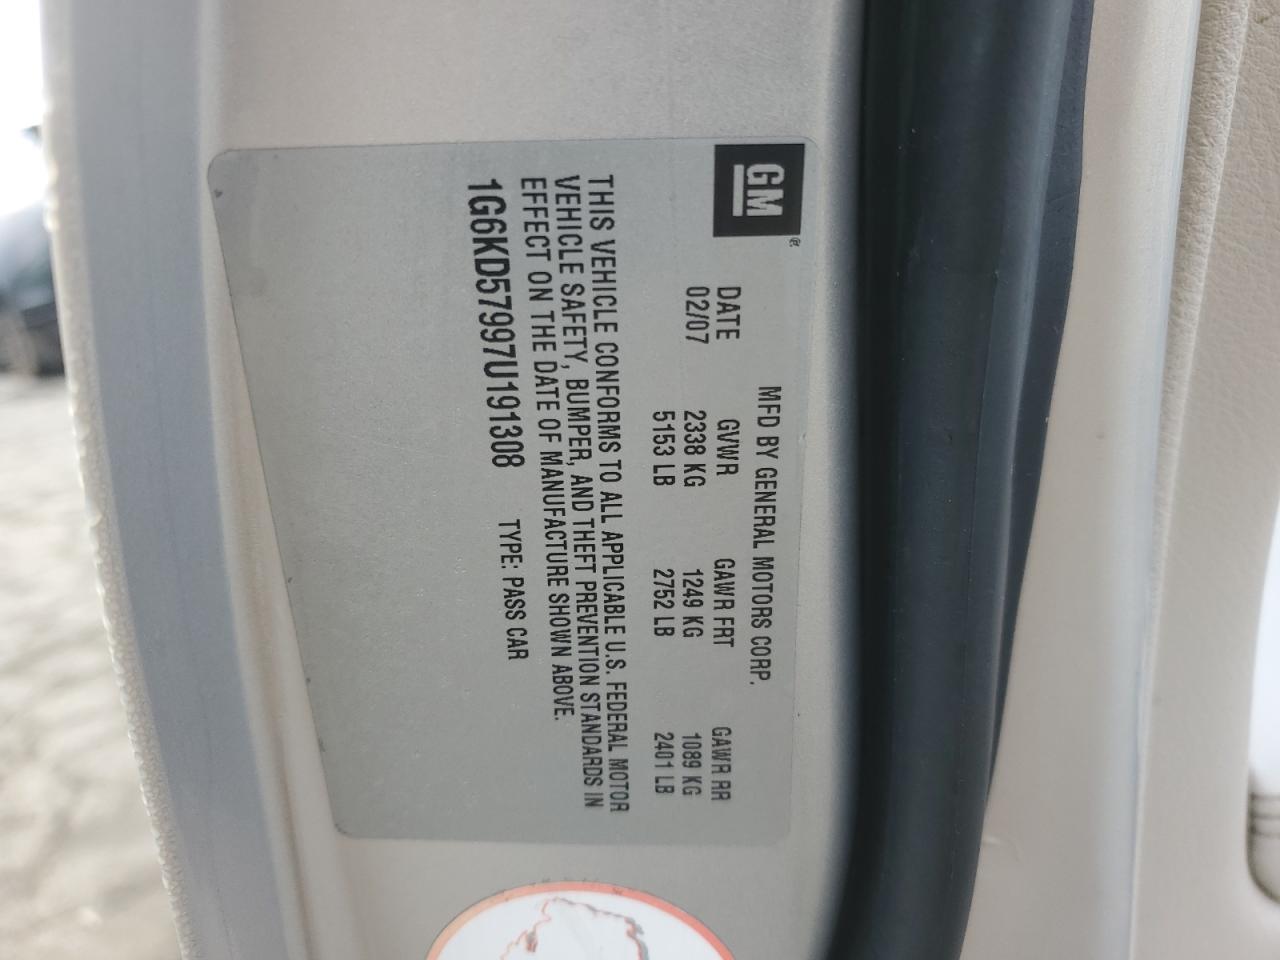 GM®
MFD BY GENERAL MOTORS CORP.
DATE GVWR GAWR FRT GAWR RR
02/07 2338 KG 1249 KG 1089 KG
5153 LB 2752 LB 2401 LB
THIS VEHICLE CONFORMS TO ALL APPLICABLE U.S. FEDERAL MOTOR
VEHICLE SAFETY, BUMPER, AND THEFT PREVENTION STANDARDS IN
EFFECT ON THE DATE OF MANUFACTURE SHOWN ABOVE.
1G6KD57997U191308 TYPE: PASS CAR